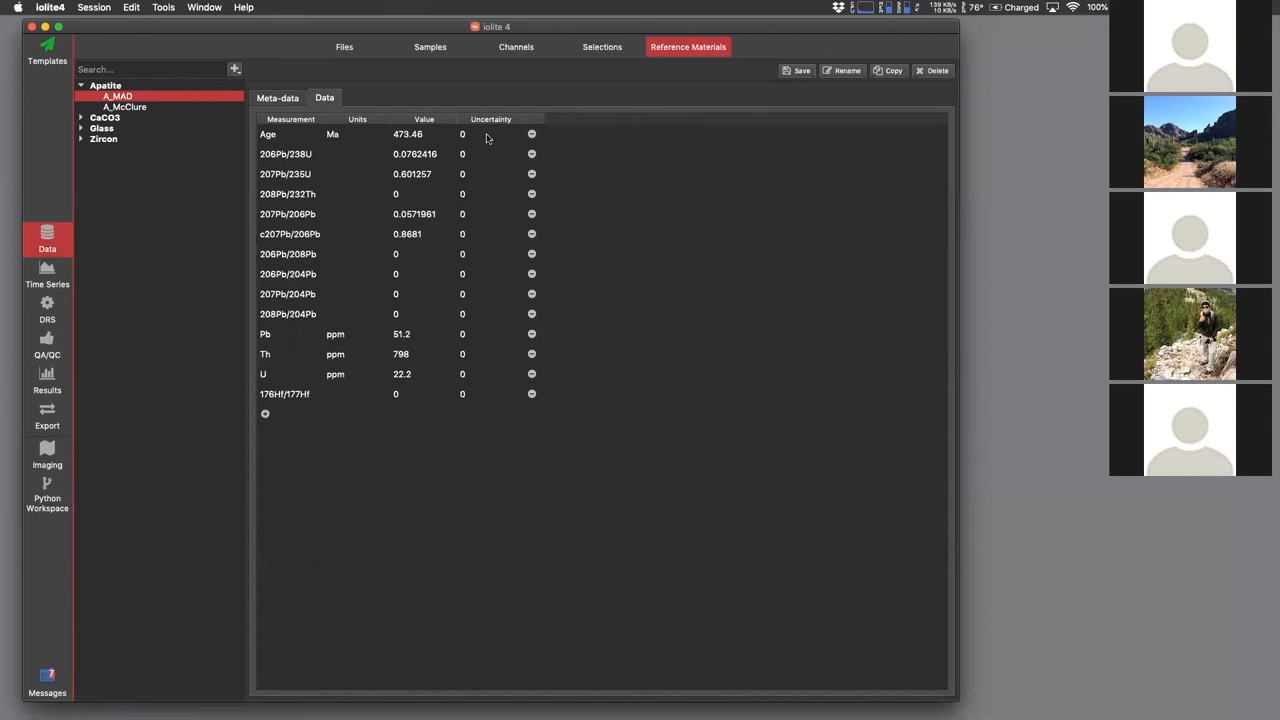 iolite4 Session Edit Tools Window Help 139 KB/s 10 KB/s 76° Charged 100%
iolite 4
Files Samples Channels Selections Reference Materials
Templates
Search...
Save Rename Copy Delete
Apatite
A_MAD
A_McClure
CaCO3
Glass
Zircon
Meta-data Data
Measurement Units Value Uncertainty
Age Ma 473.46 0
206Pb/238U 0.0762416 0
207Pb/235U 0.601257 0
208Pb/232Th 0 0
207Pb/206Pb 0.0571961 0
c207Pb/206Pb 0.8681 0
206Pb/208Pb 0 0
206Pb/204Pb 0 0
207Pb/204Pb 0 0
208Pb/204Pb 0 0
Pb ppm 51.2 0
Th ppm 798 0
U ppm 22.2 0
176Hf/177Hf 0 0
Data
Time Series
DRS
QA/QC
Results
Export
Imaging
Python
Workspace
7
Messages